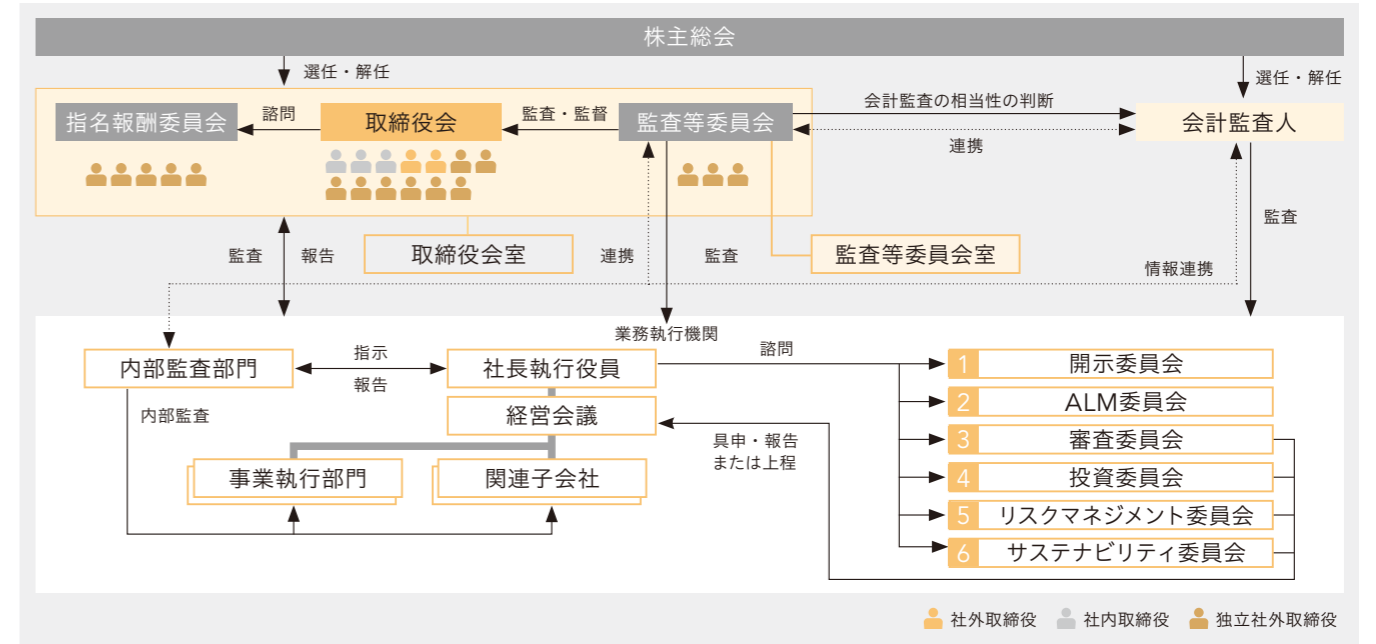 株主総会
選任・解任
選任・解任
指名報酬委員会
諮問
取締役会
監査・監督
監査等委員会
会計監査の相当性の判断
連携
会計監査人
監査
報告
取締役会室
連携
監査
監査等委員会室
監査
情報連携
業務執行機関
内部監査部門
指示
報告
社長執行役員
諮問
内部監査
経営会議
具申・報告
または上程
事業執行部門
関連子会社
1 開示委員会
2 ALM委員会
3 審査委員会
4 投資委員会
5 リスクマネジメント委員会
6 サステナビリティ委員会
社外取締役 社内取締役 独立社外取締役